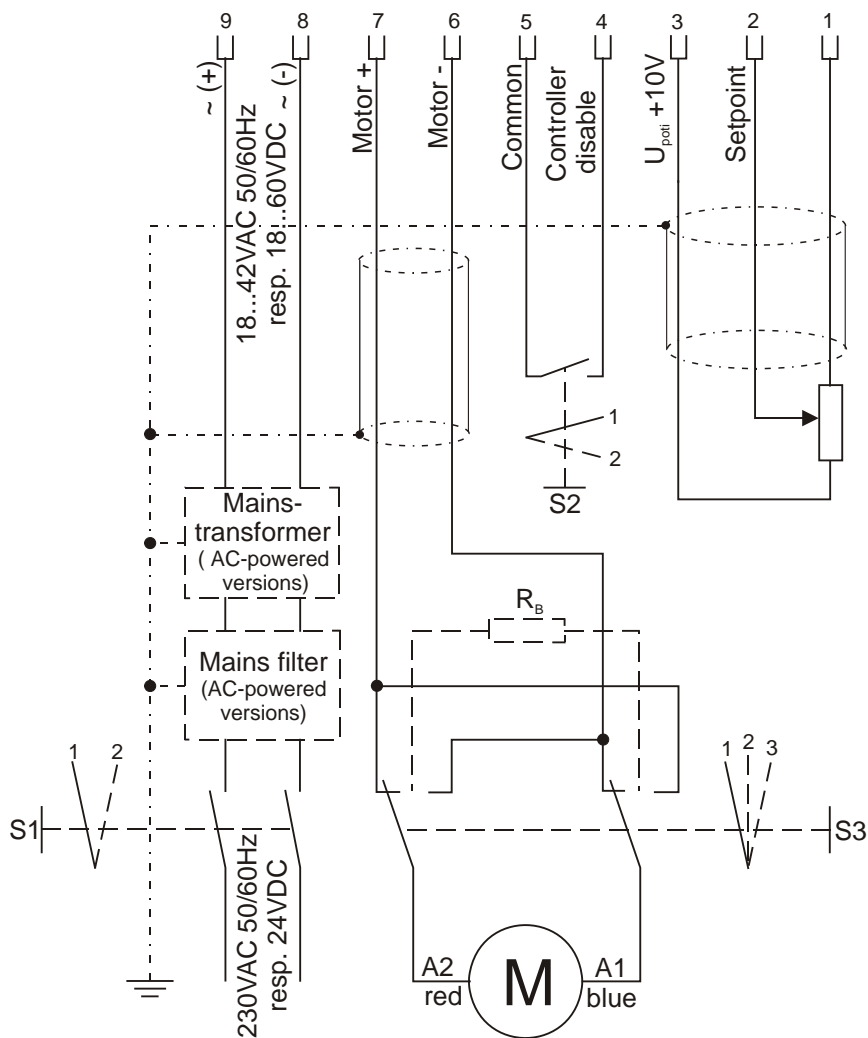 9 8 7 6 5 4 3 2 1
~ (+)
18...42VAC 50/60Hz
resp. 18...60VDC ~ (-)
Motor +
Motor -
Common
Controller
disable
Upoti +10V
Setpoint
1
2
S2
Mains-
transformer
( AC-powered
versions)
RB
Mains filter
(AC-powered
versions)
1 2
1 2 3
S1
S3
230VAC 50/60Hz
resp. 24VDC
A2
red
M
A1
blue